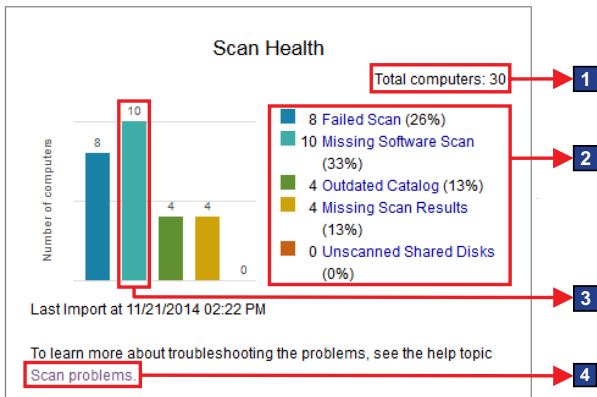 Scan Health
Total computers: 30
1
Number of computers
8
10
4
4
0
8 Failed Scan (26%)
10 Missing Software Scan
(33%)
4 Outdated Catalog (13%)
4 Missing Scan Results
(13%)
0 Unscanned Shared Disks
(0%)
2
Last Import at 11/21/2014 02:22 PM
3
To learn more about troubleshooting the problems, see the help topic
Scan problems.
4